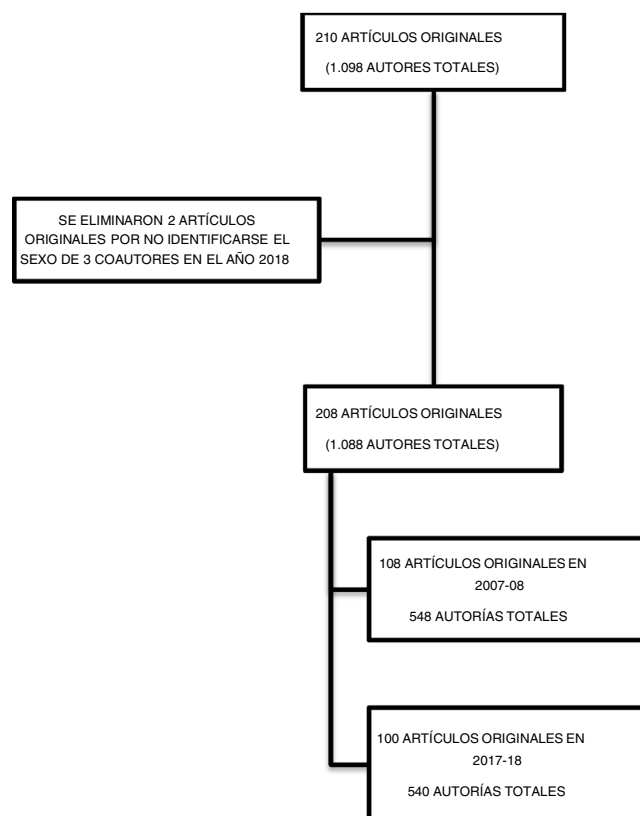 210 ARTÍCULOS ORIGINALES
(1.098 AUTORES TOTALES)
SE ELIMINARON 2 ARTÍCULOS
ORIGINALES POR NO IDENTIFICARSE EL
SEXO DE 3 COAUTORES EN EL AÑO 2018
208 ARTÍCULOS ORIGINALES
(1.088 AUTORES TOTALES)
108 ARTÍCULOS ORIGINALES EN
2007-08
548 AUTORÍAS TOTALES
100 ARTÍCULOS ORIGINALES EN
2017-18
540 AUTORÍAS TOTALES